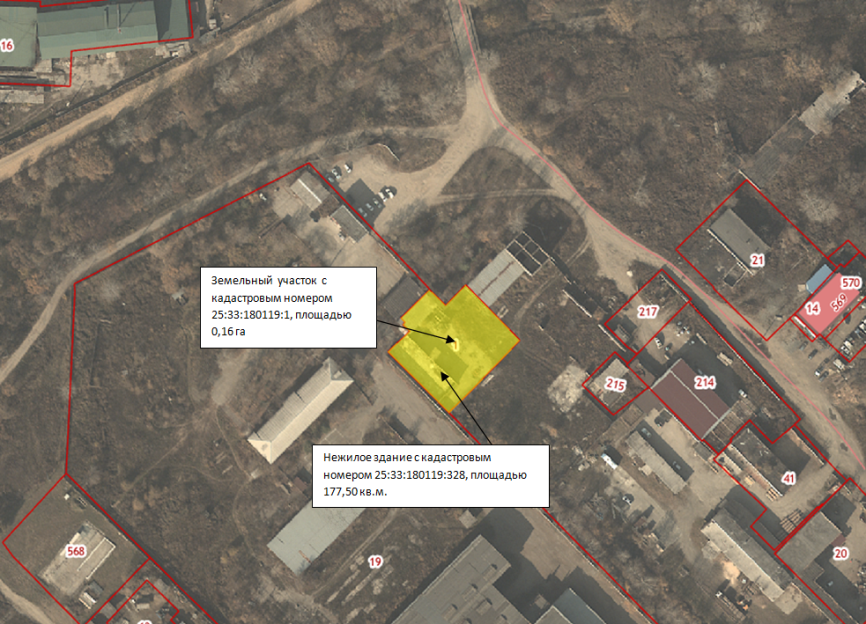 16
21
570
569
14
217
Земельный участок с
кадастровым номером
25:33:180119:1, площадью
0,16 га
215
214
Нежилое здание с кадастровым
номером 25:33:180119:328, площадью
177,50 кв.м.
41
568
19
20